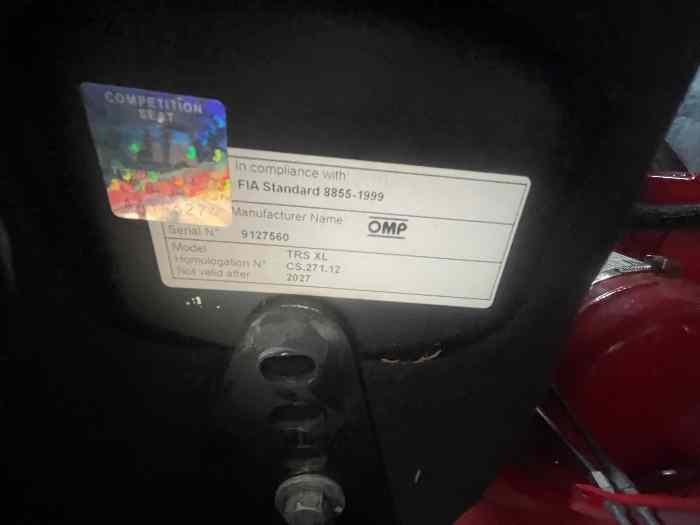 COMPETITION
SEAT
In compliance with:
FIA Standard 8855-1999
Manufacturer Name OMP
Serial N° 9127560
Model TRS XL
Homologation N° CS.271.12
Not valid after 2027